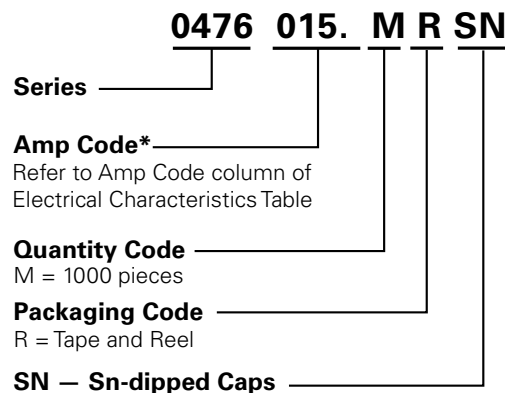 0476 015. M R SN
Series
Amp Code*
Refer to Amp Code column of
Electrical Characteristics Table
Quantity Code
M = 1000 pieces
Packaging Code
R = Tape and Reel
SN — Sn-dipped Caps